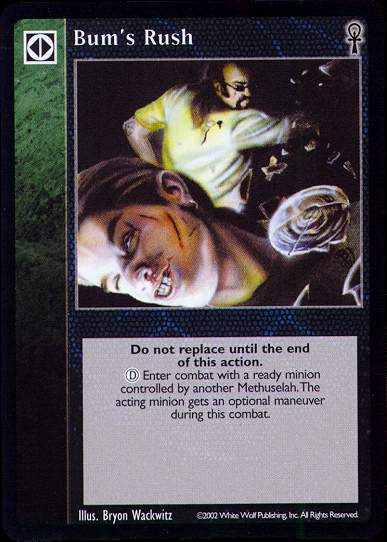 Bum's Rush
Do not replace until the end
of this action.
Ⓓ Enter combat with a ready minion
controlled by another Methuselah. The
acting minion gets an optional maneuver
during this combat.
Illus. Bryon Wackwitz
©2002 White Wolf Publishing, Inc. All Rights Reserved.